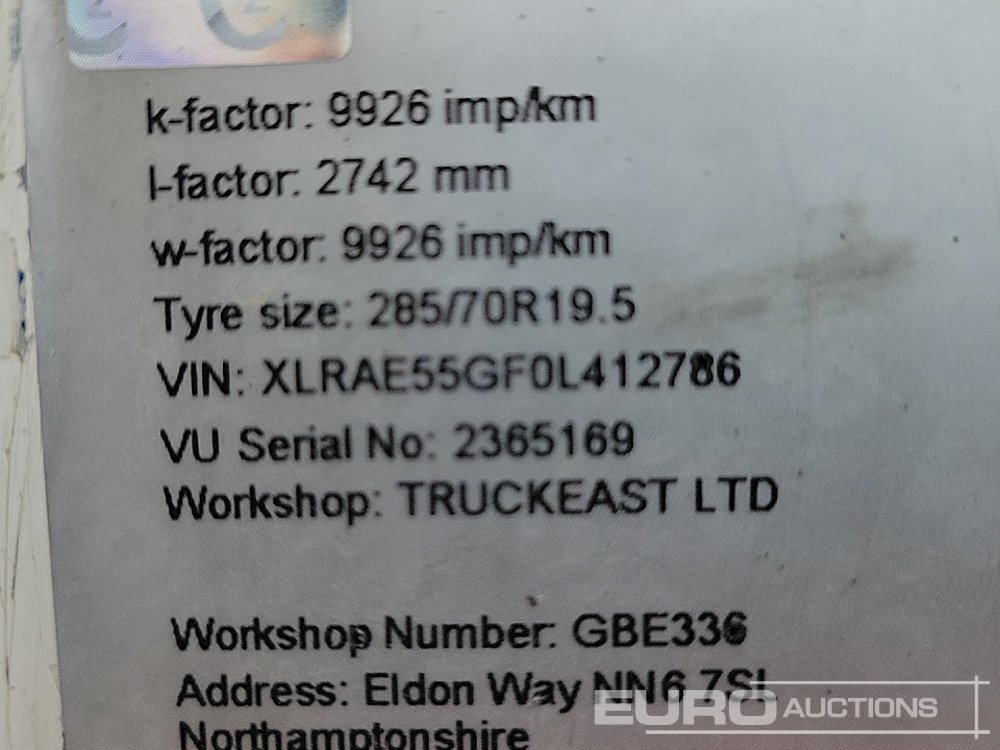 k-factor: 9926 imp/km
l-factor: 2742 mm
w-factor: 9926 imp/km
Tyre size: 285/70R19.5
VIN: XLRAE55GF0L412786
VU Serial No: 2365169
Workshop: TRUCKEAST LTD
Workshop Number: GBE336
Address: Eldon Way NN6 7SL
Northamptonshire
EURO AUCTIONS